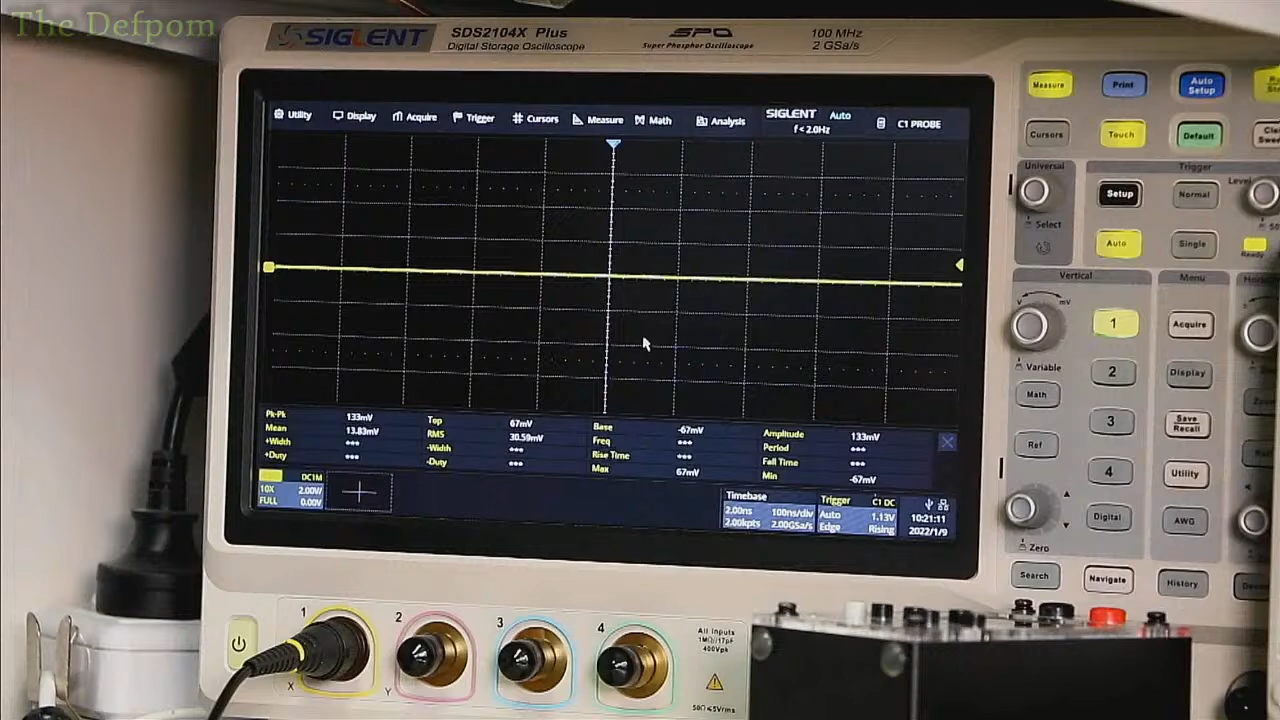 The Defpom
SIGLENT
SDS2104X Plus
Digital Storage Oscilloscope
SPO
Super Phosphor Oscilloscope
100 MHz
2 GSa/s
Utility
Display
Acquire
Trigger
Cursors
Measure
Math
Analysis
SIGLENT Auto
f < 2.0Hz
C1 PROBE
Pk-Pk 133mV
Mean 13.83mV
+Width ***
+Duty ***
Top 67mV
RMS 30.59mV
-Width ***
-Duty ***
Base -67mV
Freq ***
Rise Time ***
Max 67mV
Amplitude 133mV
Period ***
Fall Time ***
Min -67mV
DC1M
10X 2.00V/
FULL 0.00V
Timebase
2.00ns 100ns/div
2.00kpts 2.00GSa/s
Trigger C1 DC
Auto 1.13V
Edge Rising
10:21:11
2022/1/9
Measure
Print
Auto
Setup
Cursors
Touch
Default
Universal
Select
Trigger
Setup
Normal
Level
Auto
Single
Ready
Vertical
V mV
Variable
1
2
3
4
Math
Ref
Digital
Zero
Menu
Acquire
Display
Save
Recall
Utility
AWG
Search
Navigate
History
1
2
3
4
X
Y
All Inputs
1MΩ//17pF
400Vpk
50Ω≤5Vrms